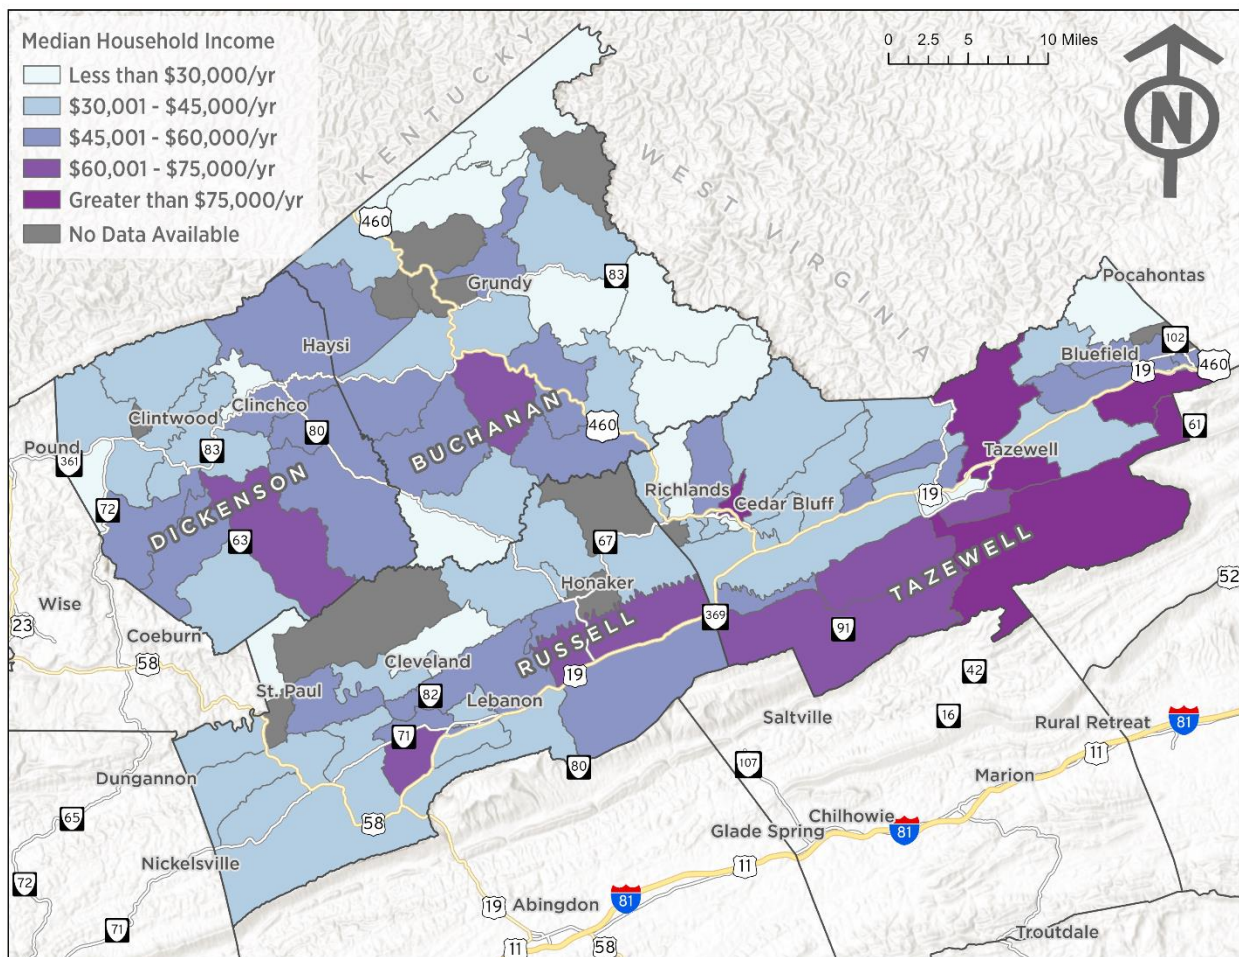 Median Household Income
Less than $30,000/yr
$30,001 - $45,000/yr
$45,001 - $60,000/yr
$60,001 - $75,000/yr
Greater than $75,000/yr
No Data Available
0 2.5 5 10 Miles
N
KENTUCKY
WEST VIRGINIA
460
Grundy
83
Pocahontas
102
Bluefield
19
460
Haysi
61
Clintwood
Clinchco
80
BUCHANAN
460
Tazewell
Pound
361
83
Richlands
Cedar Bluff
19
72
DICKENSON
63
67
TAZEWELL
Honaker
52
Wise
23
Coeburn
58
RUSSELL
369
91
Cleveland
19
42
St. Paul
82
Lebanon
Saltville
16
Rural Retreat
81
71
11
Dungannon
80
107
Marion
65
58
Chilhowie
81
Glade Spring
Nickelsville
11
72
81
19
Abingdon
71
11
58
Troutdale